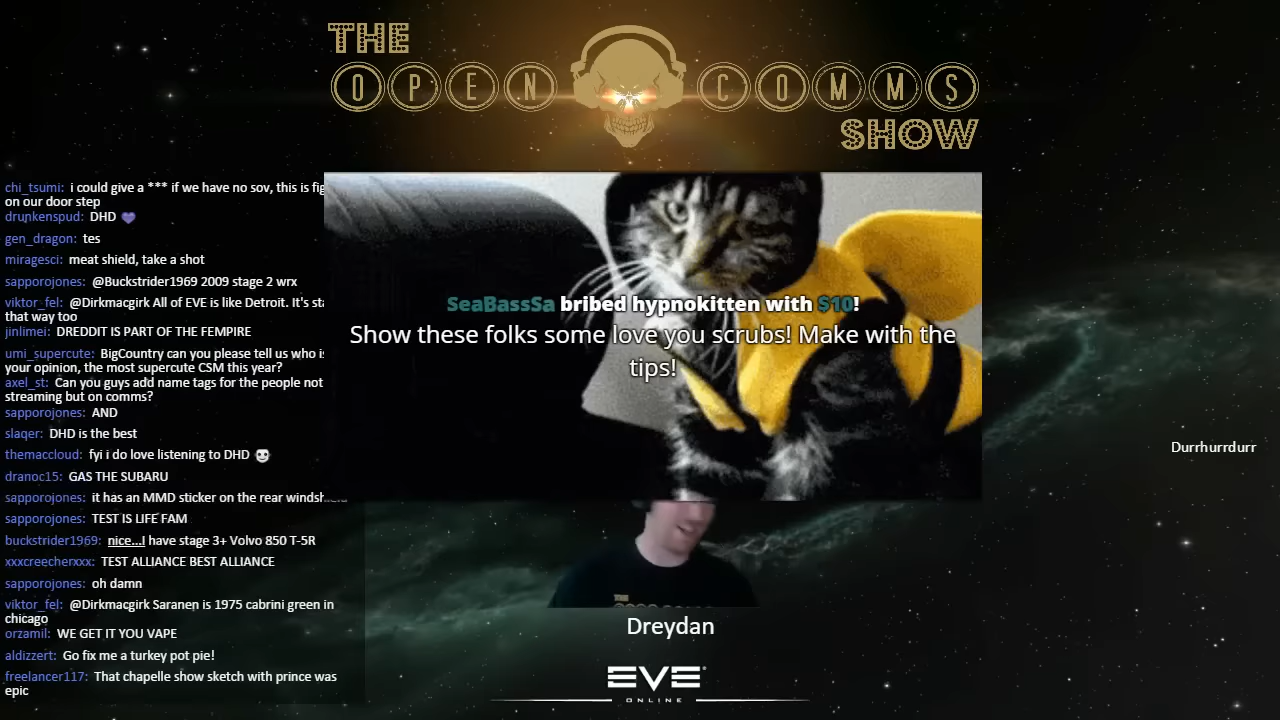 THE
OPEN COMMS
SHOW
chi_tsumi: i could give a *** if we have no sov, this is fig
on our door step
drunkenspud: DHD 💜
gen_dragon: tes
miragesci: meat shield, take a shot
sapporojones: @Buckstrider1969 2009 stage 2 wrx
viktor_fel: @Dirkmacgirk All of EVE is like Detroit. It's sta
that way too
jinlimei: DREDDIT IS PART OF THE FEMPIRE
umi_supercute: BigCountry can you please tell us who is
your opinion, the most supercute CSM this year?
axel_st: Can you guys add name tags for the people not
streaming but on comms?
sapporojones: AND
slaqer: DHD is the best
themaccloud: fyi i do love listening to DHD
dranoc15: GAS THE SUBARU
sapporojones: it has an MMD sticker on the rear windshield
sapporojones: TEST IS LIFE FAM
buckstrider1969: nice...I have stage 3+ Volvo 850 T-5R
xxxcreecherxxx: TEST ALLIANCE BEST ALLIANCE
sapporojones: oh damn
viktor_fel: @Dirkmacgirk Saranen is 1975 cabrini green in
chicago
orzamil: WE GET IT YOU VAPE
aldizzert: Go fix me a turkey pot pie!
freelancer117: That chapelle show sketch with prince was
epic
SeaBassSa bribed hypnokitten with $10!
Show these folks some love you scrubs! Make with the
tips!
Durrhurrdurr
Dreydan
EVE
ONLINE